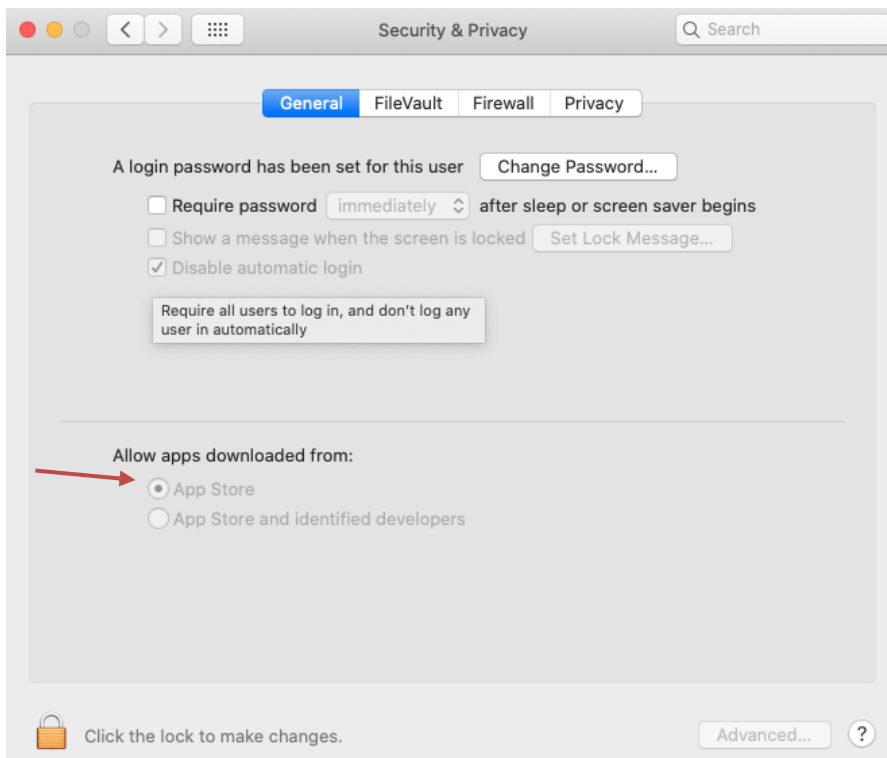 Security & Privacy
Search
General FileVault Firewall Privacy
A login password has been set for this user Change Password...
Require password immediately after sleep or screen saver begins
Show a message when the screen is locked Set Lock Message...
Disable automatic login
Require all users to log in, and don't log any
user in automatically
Allow apps downloaded from:
App Store
App Store and identified developers
Click the lock to make changes.
Advanced... ?